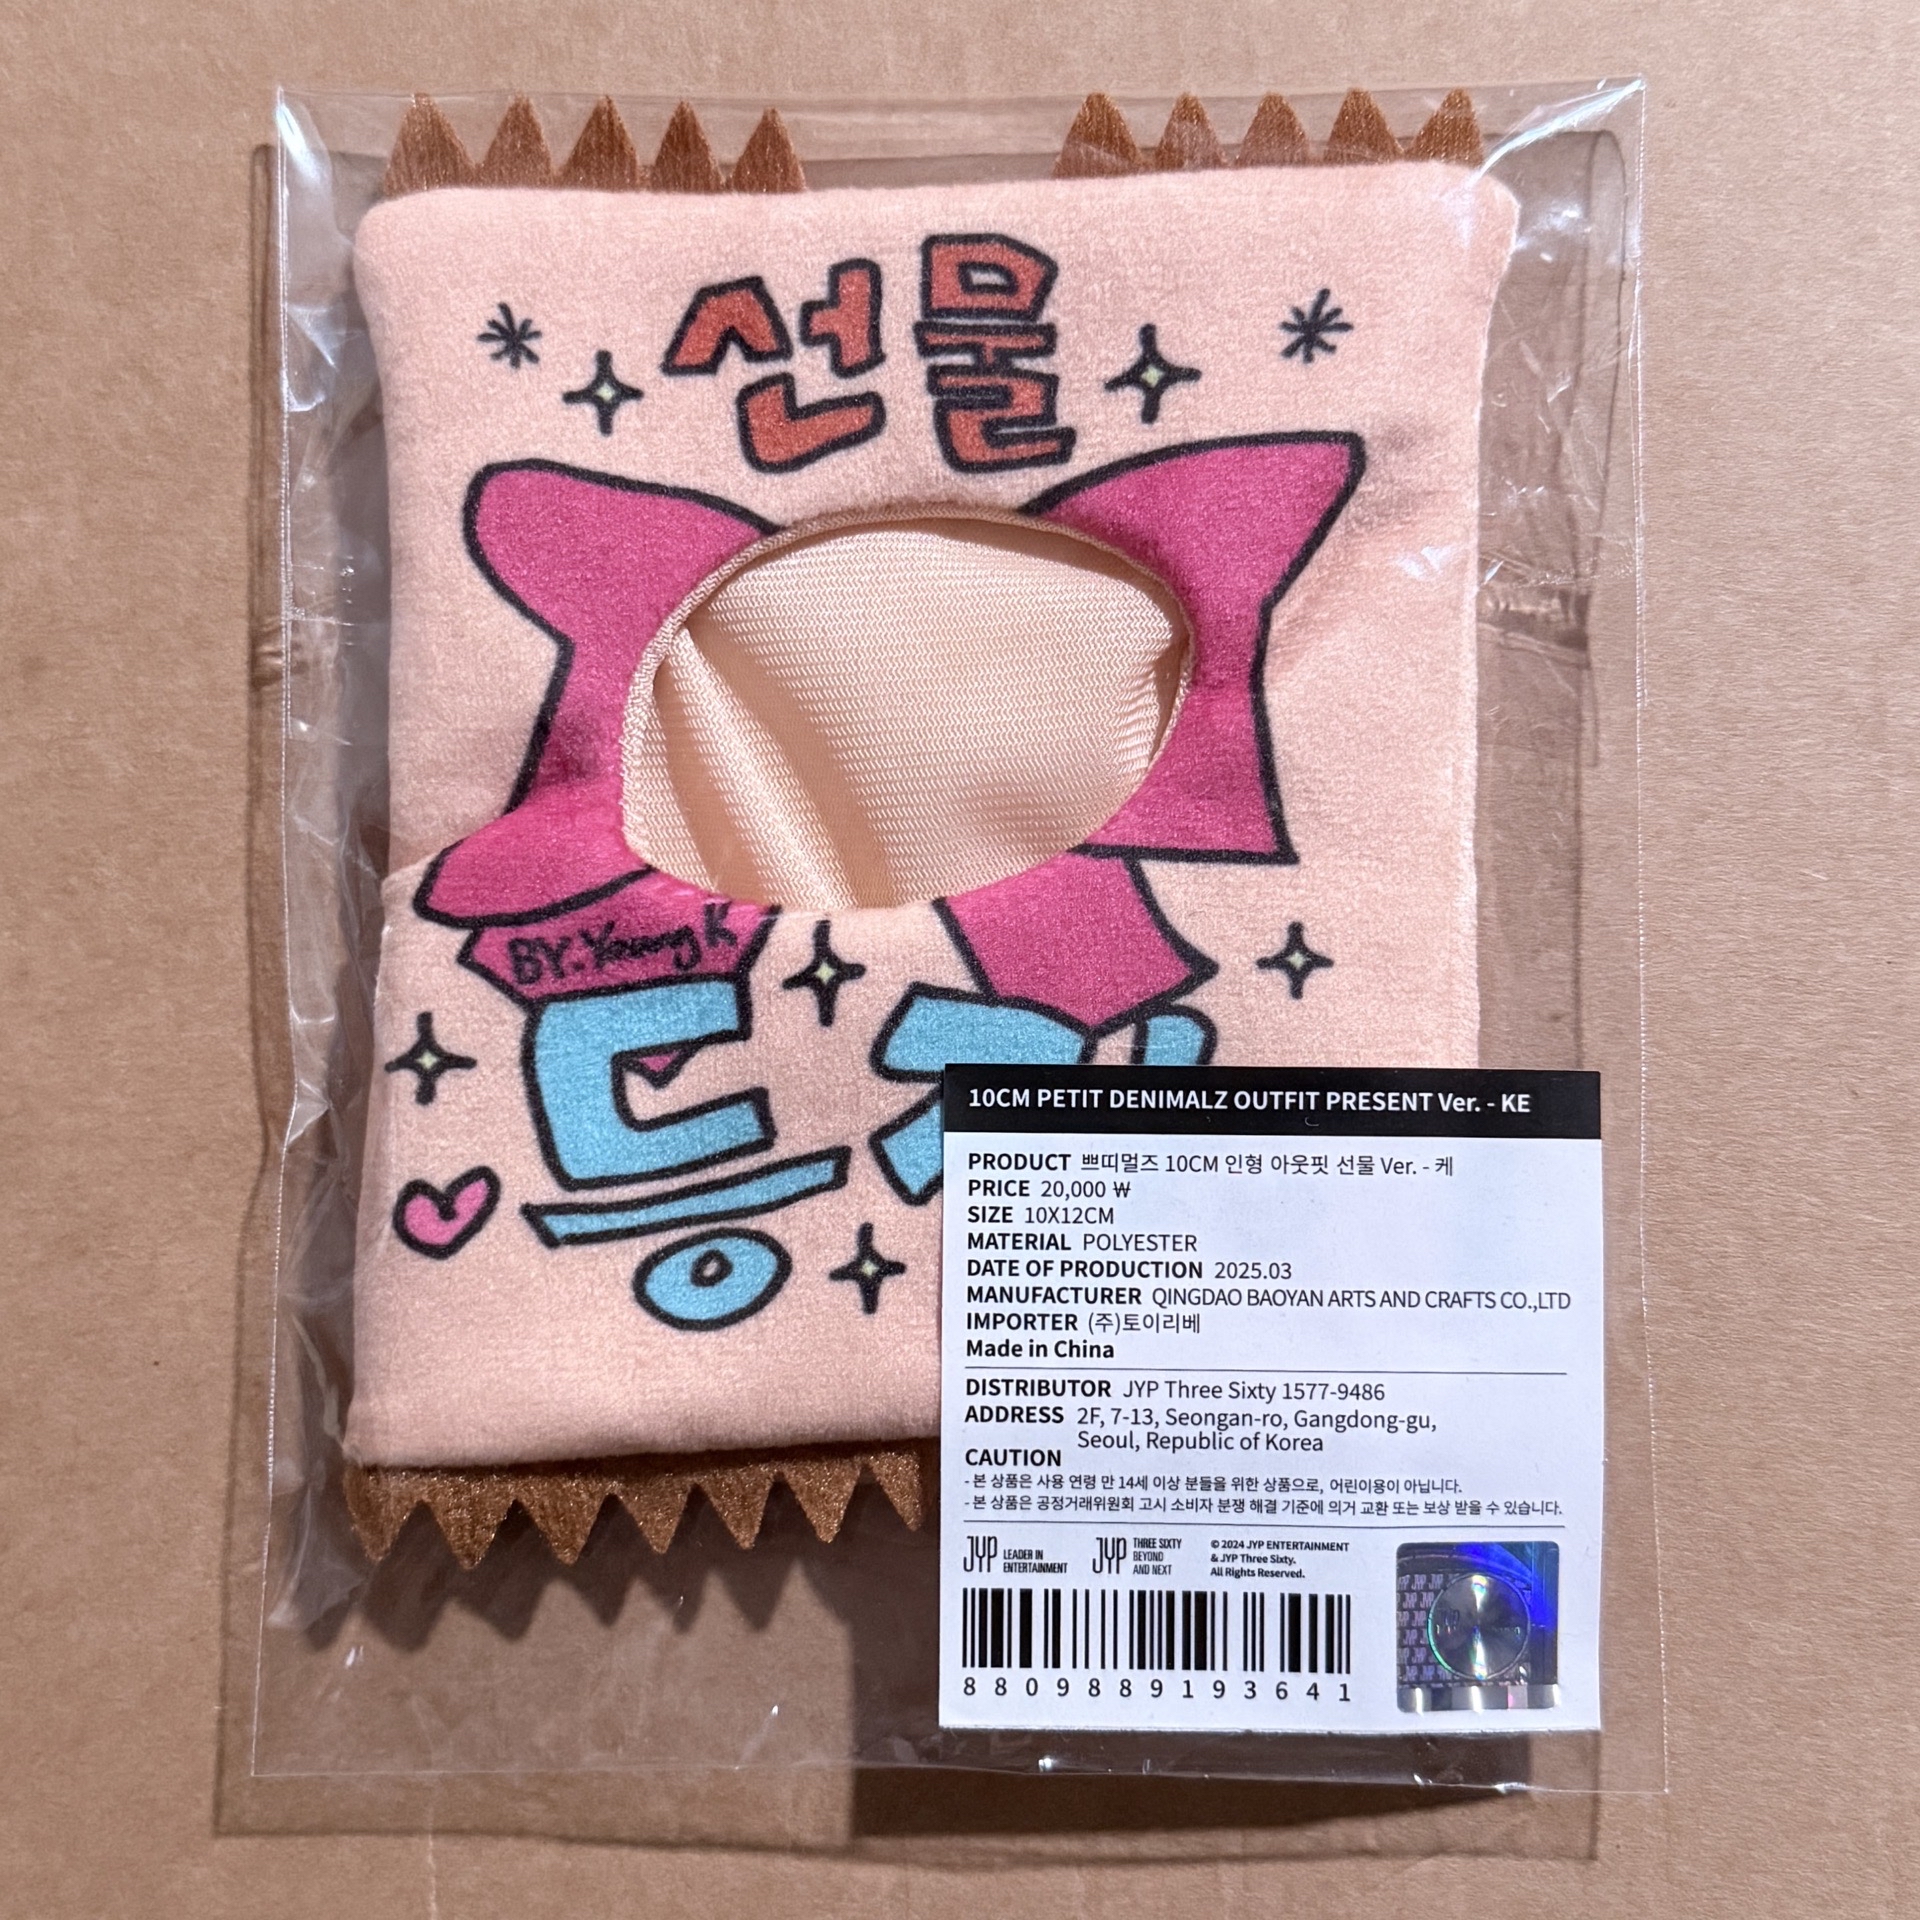 선물
BY. Young K
10CM PETIT DENIMALZ OUTFIT PRESENT Ver. - KE
PRODUCT 쁘띠멀즈 10CM 인형 아웃핏 선물 Ver. - 케
PRICE 20,000 ₩
SIZE 10X12CM
MATERIAL POLYESTER
DATE OF PRODUCTION 2025.03
MANUFACTURER QINGDAO BAOYAN ARTS AND CRAFTS CO.,LTD
IMPORTER (주)토이리베
Made in China
DISTRIBUTOR JYP Three Sixty 1577-9486
ADDRESS 2F, 7-13, Seongan-ro, Gangdong-gu,
Seoul, Republic of Korea
CAUTION
- 본 상품은 사용 연령 만 14세 이상 분들을 위한 상품으로, 어린이용이 아닙니다.
- 본 상품은 공정거래위원회 고시 소비자 분쟁 해결 기준에 의거 교환 또는 보상 받을 수 있습니다.
JYP LEADER IN ENTERTAINMENT
JYP THREE SIXTY BEYOND AND NEXT
© 2024 JYP ENTERTAINMENT
& JYP Three Sixty.
All Rights Reserved.
8809889193641